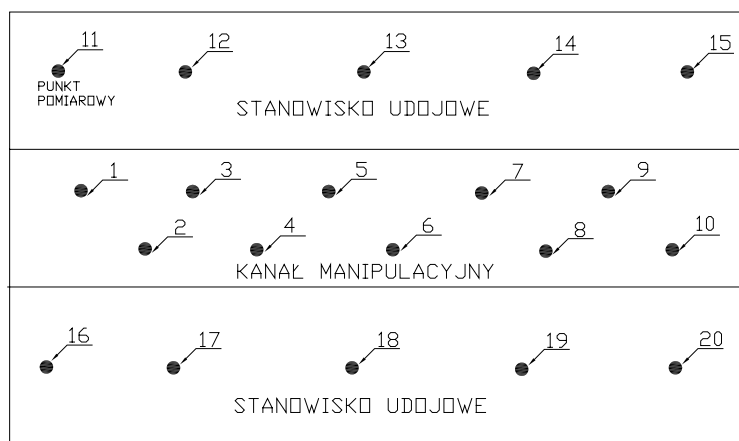 11 12 13 14 15
PUNKT
POMIAROWY
STANOWISKO UDOJOWE
1 3 5 7 9
2 4 6 8 10
KANAŁ MANIPULACYJNY
16 17 18 19 20
STANOWISKO UDOJOWE